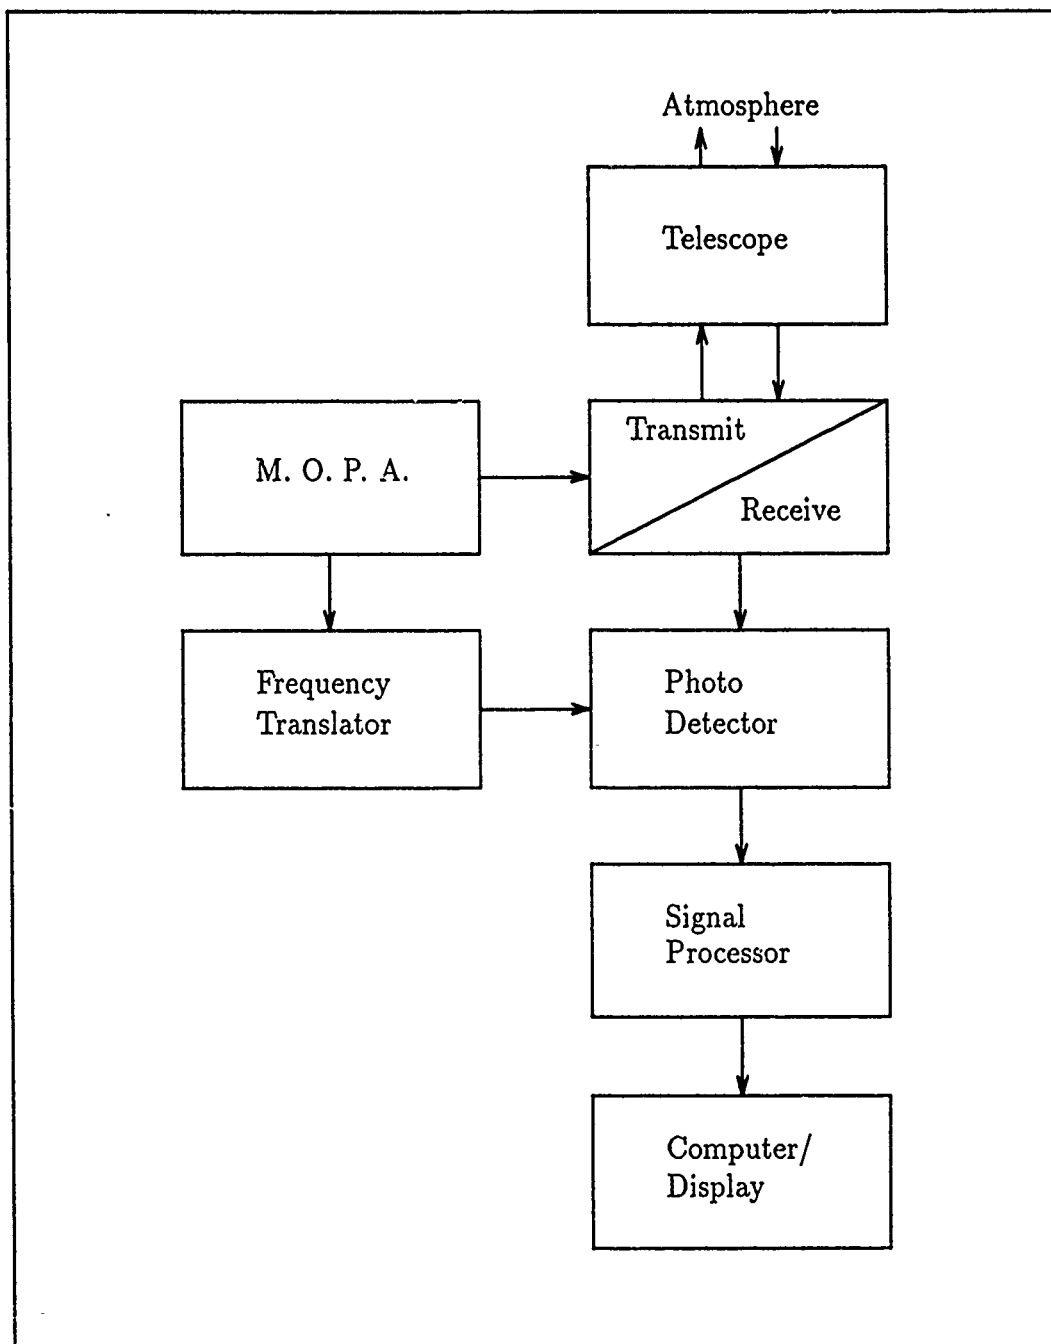 Atmosphere
Telescope
Transmit
Receive
M. O. P. A.
Frequency
Translator
Photo
Detector
Signal
Processor
Computer/
Display